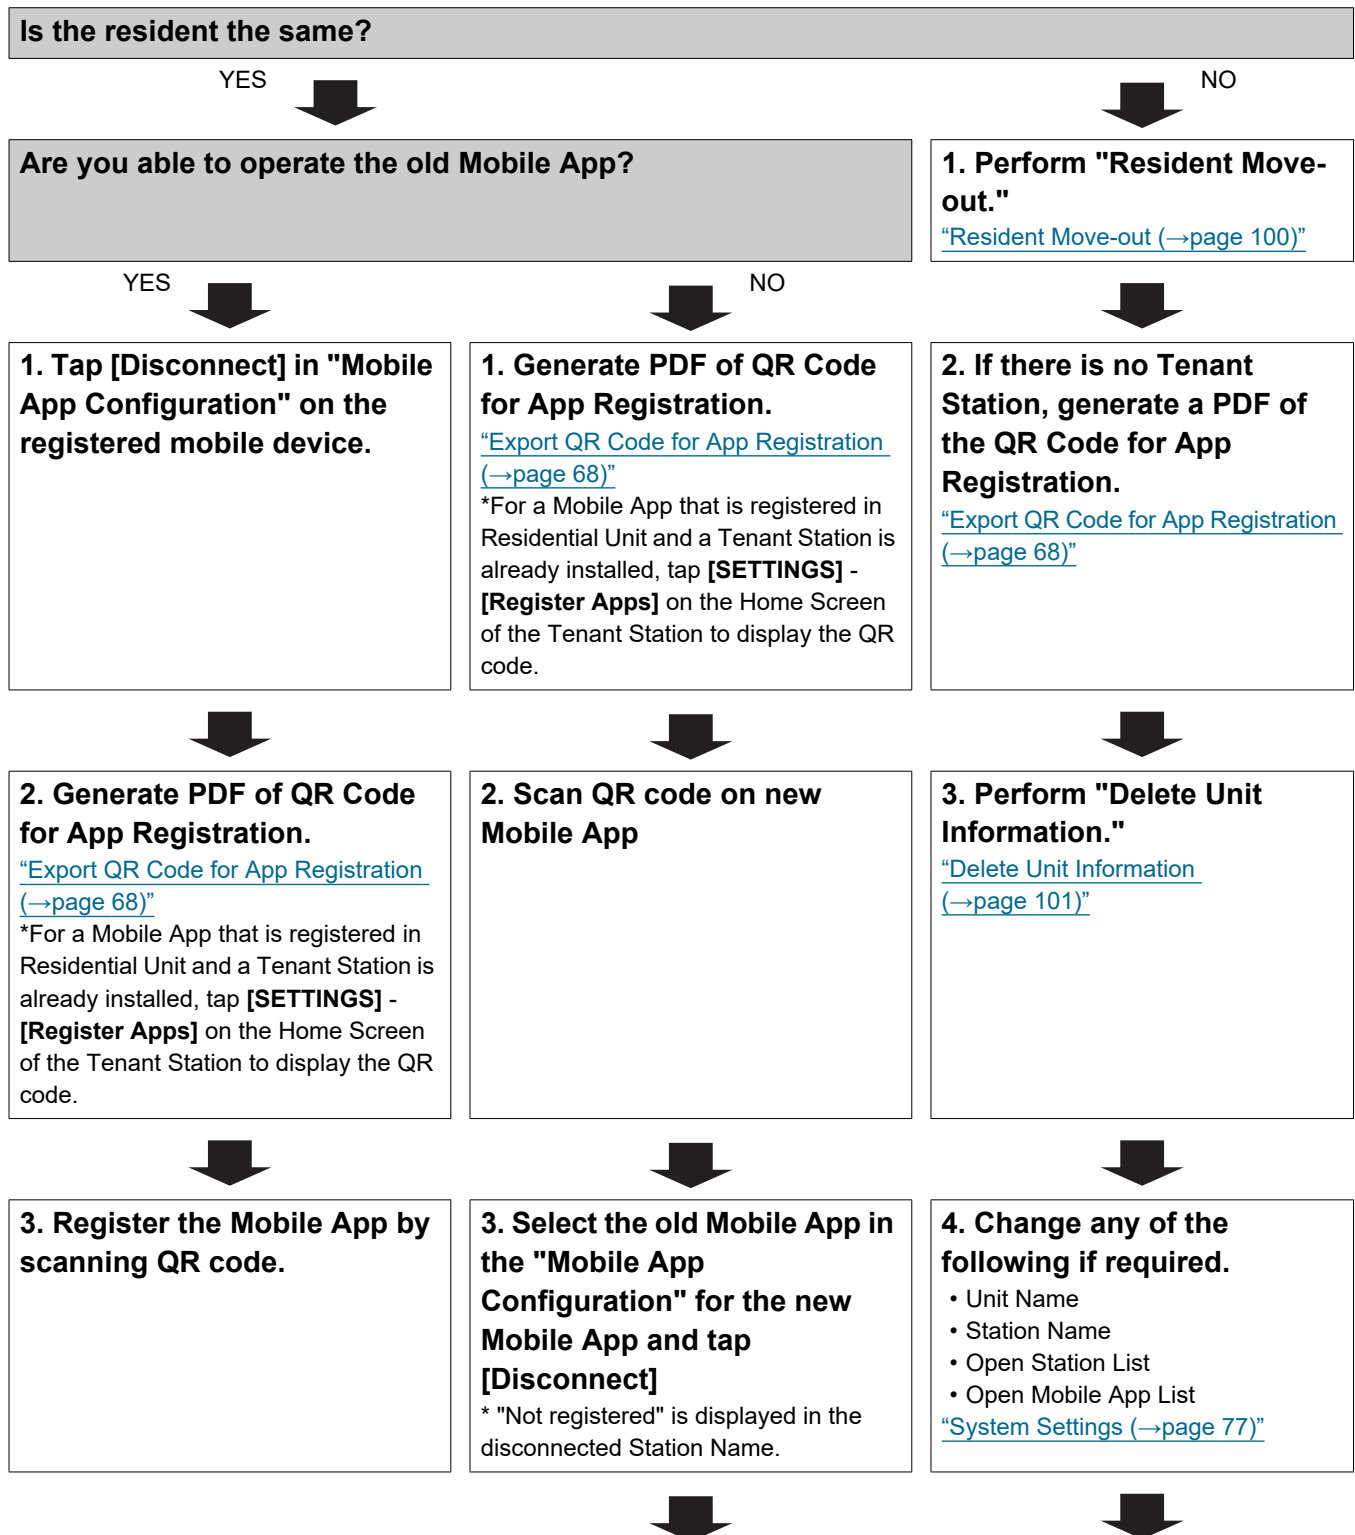 Is the resident the same?
YES
NO
Are you able to operate the old Mobile App?
1. Perform "Resident Move-
out."
“Resident Move-out (→page 100)”
YES
NO
1. Tap [Disconnect] in "Mobile
App Configuration" on the
registered mobile device.
1. Generate PDF of QR Code
for App Registration.
“Export QR Code for App Registration
(→page 68)”
*For a Mobile App that is registered in
Residential Unit and a Tenant Station is
already installed, tap [SETTINGS] -
[Register Apps] on the Home Screen
of the Tenant Station to display the QR
code.
2. If there is no Tenant
Station, generate a PDF of
the QR Code for App
Registration.
“Export QR Code for App Registration
(→page 68)”
2. Generate PDF of QR Code
for App Registration.
“Export QR Code for App Registration
(→page 68)”
*For a Mobile App that is registered in
Residential Unit and a Tenant Station is
already installed, tap [SETTINGS] -
[Register Apps] on the Home Screen
of the Tenant Station to display the QR
code.
2. Scan QR code on new
Mobile App
3. Perform "Delete Unit
Information."
“Delete Unit Information
(→page 101)”
3. Register the Mobile App by
scanning QR code.
3. Select the old Mobile App in
the "Mobile App
Configuration" for the new
Mobile App and tap
[Disconnect]
* "Not registered" is displayed in the
disconnected Station Name.
4. Change any of the
following if required.
• Unit Name
• Station Name
• Open Station List
• Open Mobile App List
“System Settings (→page 77)”